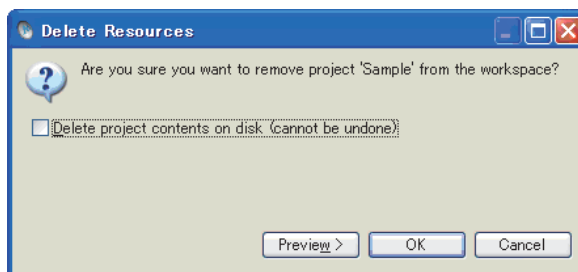 Delete Resources
Are you sure you want to remove project 'Sample' from the workspace?
Delete project contents on disk (cannot be undone)
Preview > OK Cancel